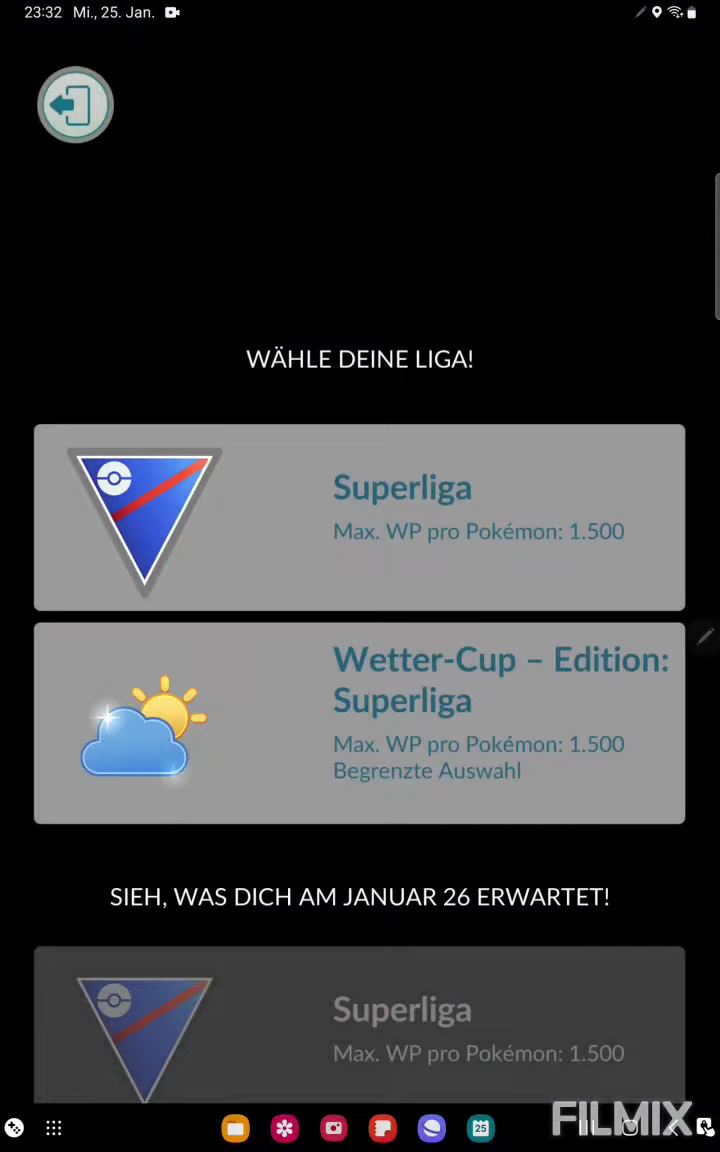 23:32 Mi., 25. Jan.
WÄHLE DEINE LIGA!
Superliga
Max. WP pro Pokémon: 1.500
Wetter-Cup – Edition:
Superliga
Max. WP pro Pokémon: 1.500
Begrenzte Auswahl
SIEH, WAS DICH AM JANUAR 26 ERWARTET!
Superliga
Max. WP pro Pokémon: 1.500
25
FILMIX